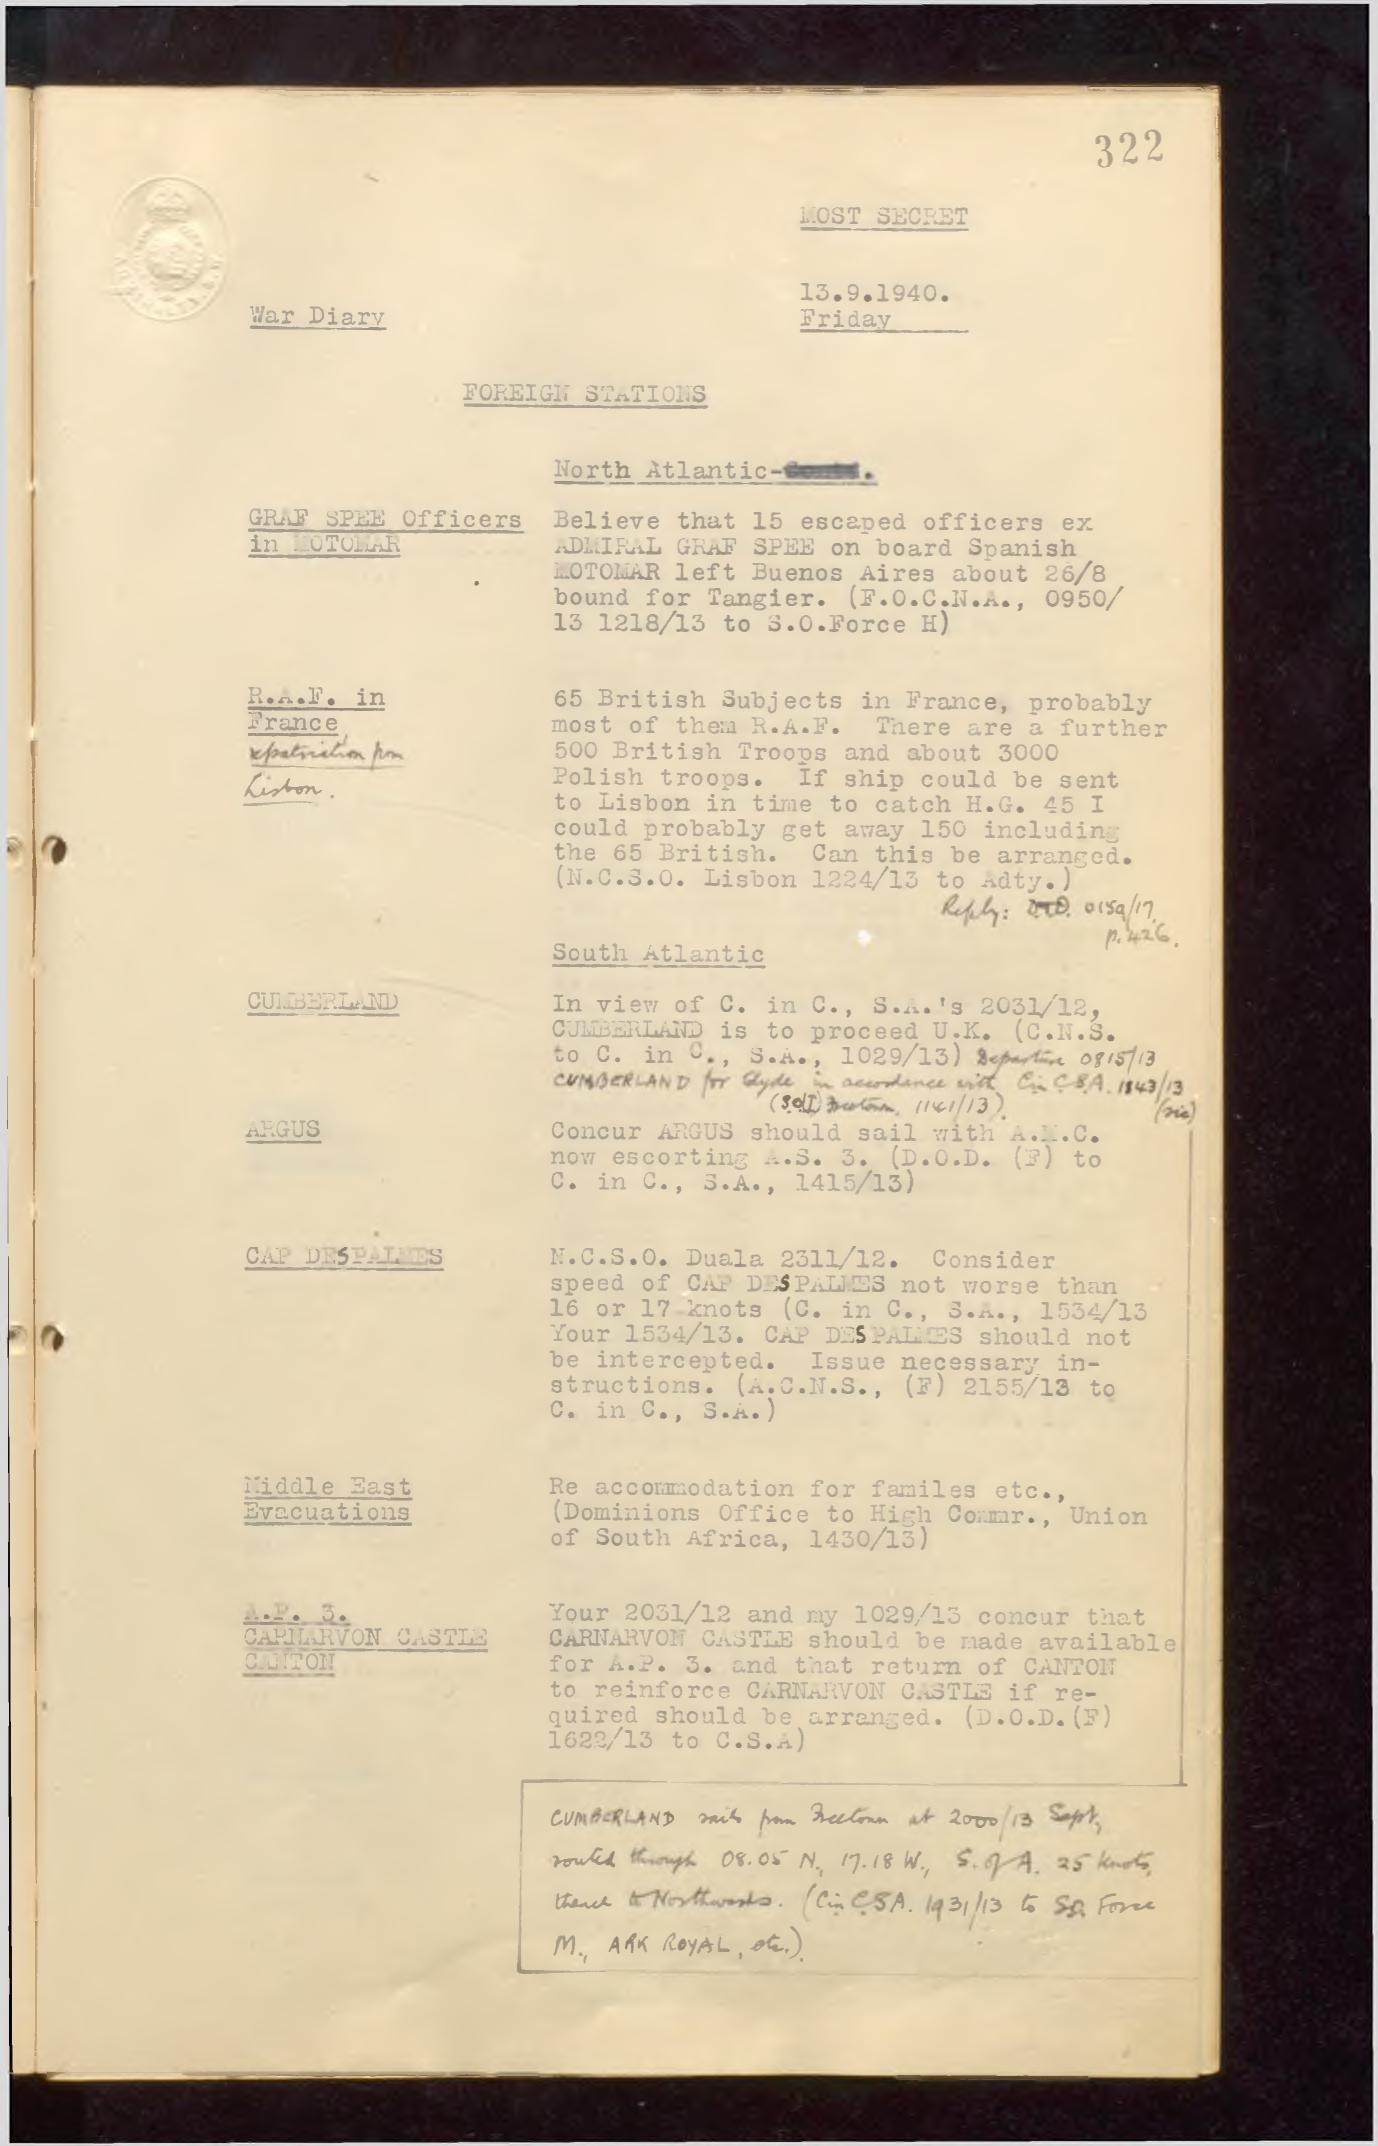 322
MOST SECRET
13.9.1940.
Friday
War Diary
FOREIGN STATIONS
North Atlantic-Contd.
GRAF SPEE Officers
in MOTOMAR
Believe that 15 escaped officers ex
ADMIRAL GRAF SPEE on board Spanish
MOTOMAR left Buenos Aires about 26/8
bound for Tangier. (F.O.C.N.A., 0950/
13 1218/13 to S.O.Force H)
R.A.F. in
France,
repatriation from
Lisbon.
65 British Subjects in France, probably
most of them R.A.F. There are a further
500 British Troops and about 3000
Polish troops. If ship could be sent
to Lisbon in time to catch H.G. 45 I
could probably get away 150 including
the 65 British. Can this be arranged.
(N.C.S.O. Lisbon 1224/13 to Adty.)
Reply: 0159/17.
p.426.
South Atlantic
CUMBERLAND
In view of C. in C., S.A.'s 2031/12,
CUMBERLAND is to proceed U.K. (C.N.S.
to C. in C., S.A., 1029/13) Departure 0815/13
CUMBERLAND for Clyde in accordance with C in C.S.A. 1843/13
(S.O.(I) Freetown, 1141/13) (sic)
ARGUS
Concur ARGUS should sail with A.M.C.
now escorting A.S. 3. (D.O.D. (F) to
C. in C., S.A., 1415/13)
CAP DESPALMES
N.C.S.O. Duala 2311/12. Consider
speed of CAP DESPALMES not worse than
16 or 17 knots (C. in C., S.A., 1534/13
Your 1534/13. CAP DESPALMES should not
be intercepted. Issue necessary in-
structions. (A.C.N.S., (F) 2155/13 to
C. in C., S.A.)
Middle East
Evacuations
Re accommodation for familes etc.,
(Dominions Office to High Commr., Union
of South Africa, 1430/13)
A.P. 3.
CARNARVON CASTLE
CANTON
Your 2031/12 and my 1029/13 concur that
CARNARVON CASTLE should be made available
for A.P. 3. and that return of CANTON
to reinforce CARNARVON CASTLE if re-
quired should be arranged. (D.O.D.(F)
1622/13 to C.S.A)
CUMBERLAND sails from Freetown at 2000/13 Sept,
routed through 08.05 N., 17.18 W., S. of A. 25 knots,
thence to Northwards. (C in C.S.A. 1931/13 to S.O. Force
M., ARK ROYAL, etc.)